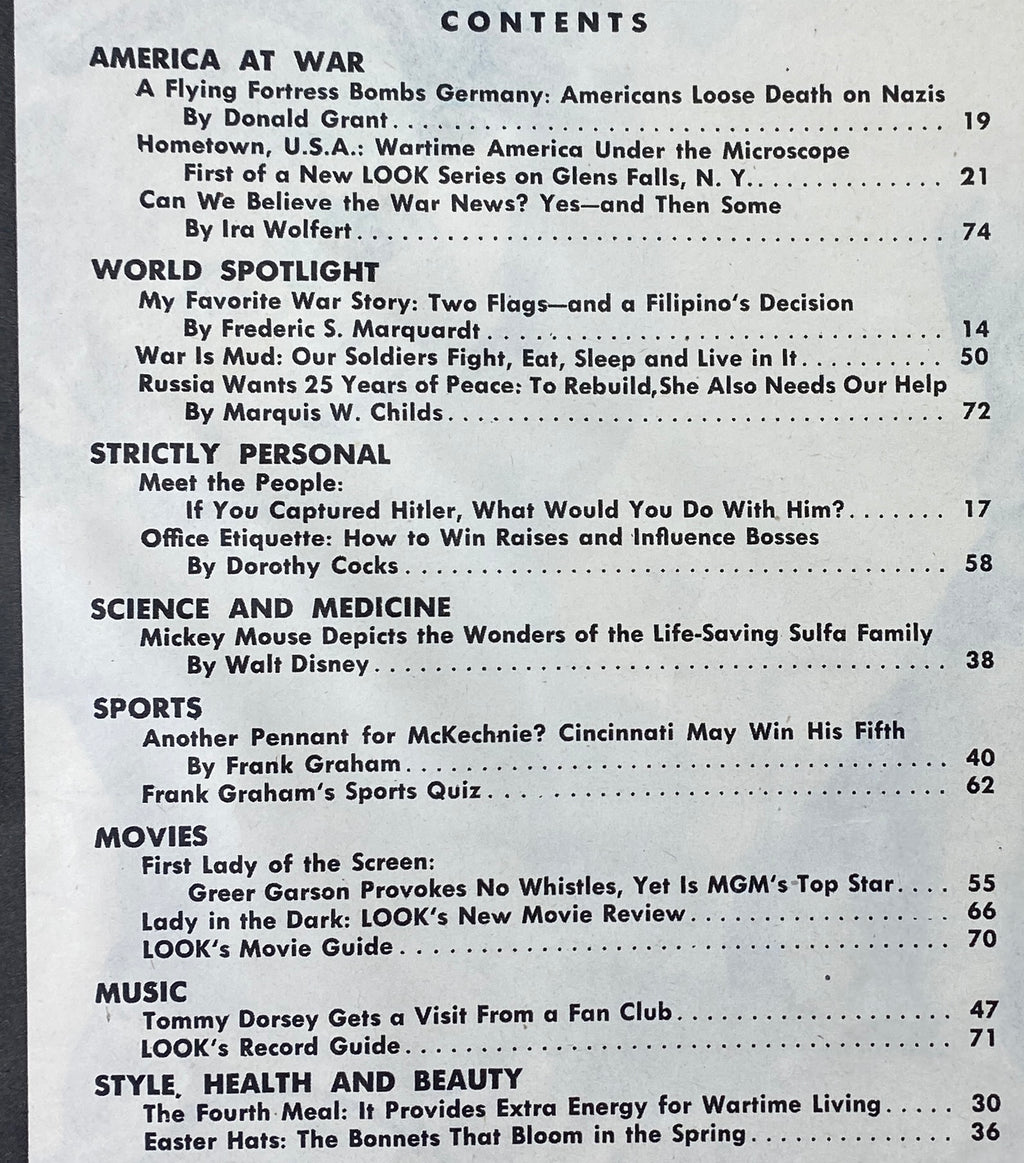 CONTENTS
AMERICA AT WAR
A Flying Fortress Bombs Germany: Americans Loose Death on Nazis
By Donald Grant........................................ 19
Hometown, U.S.A.: Wartime America Under the Microscope
First of a New LOOK Series on Glens Falls, N. Y.............. 21
Can We Believe the War News? Yes—and Then Some
By Ira Wolfert.......................................... 74
WORLD SPOTLIGHT
My Favorite War Story: Two Flags—and a Filipino's Decision
By Frederic S. Marquardt................................ 14
War Is Mud: Our Soldiers Fight, Eat, Sleep and Live in It.......... 50
Russia Wants 25 Years of Peace: To Rebuild, She Also Needs Our Help
By Marquis W. Childs................................... 72
STRICTLY PERSONAL
Meet the People:
If You Captured Hitler, What Would You Do With Him?....... 17
Office Etiquette: How to Win Raises and Influence Bosses
By Dorothy Cocks...................................... 58
SCIENCE AND MEDICINE
Mickey Mouse Depicts the Wonders of the Life-Saving Sulfa Family
By Walt Disney........................................ 38
SPORTS
Another Pennant for McKechnie? Cincinnati May Win His Fifth
By Frank Graham...................................... 40
Frank Graham's Sports Quiz................................ 62
MOVIES
First Lady of the Screen:
Greer Garson Provokes No Whistles, Yet Is MGM's Top Star.... 55
Lady in the Dark: LOOK's New Movie Review.................. 66
LOOK's Movie Guide...................................... 70
MUSIC
Tommy Dorsey Gets a Visit From a Fan Club................... 47
LOOK's Record Guide...................................... 71
STYLE, HEALTH AND BEAUTY
The Fourth Meal: It Provides Extra Energy for Wartime Living..... 30
Easter Hats: The Bonnets That Bloom in the Spring.............. 36